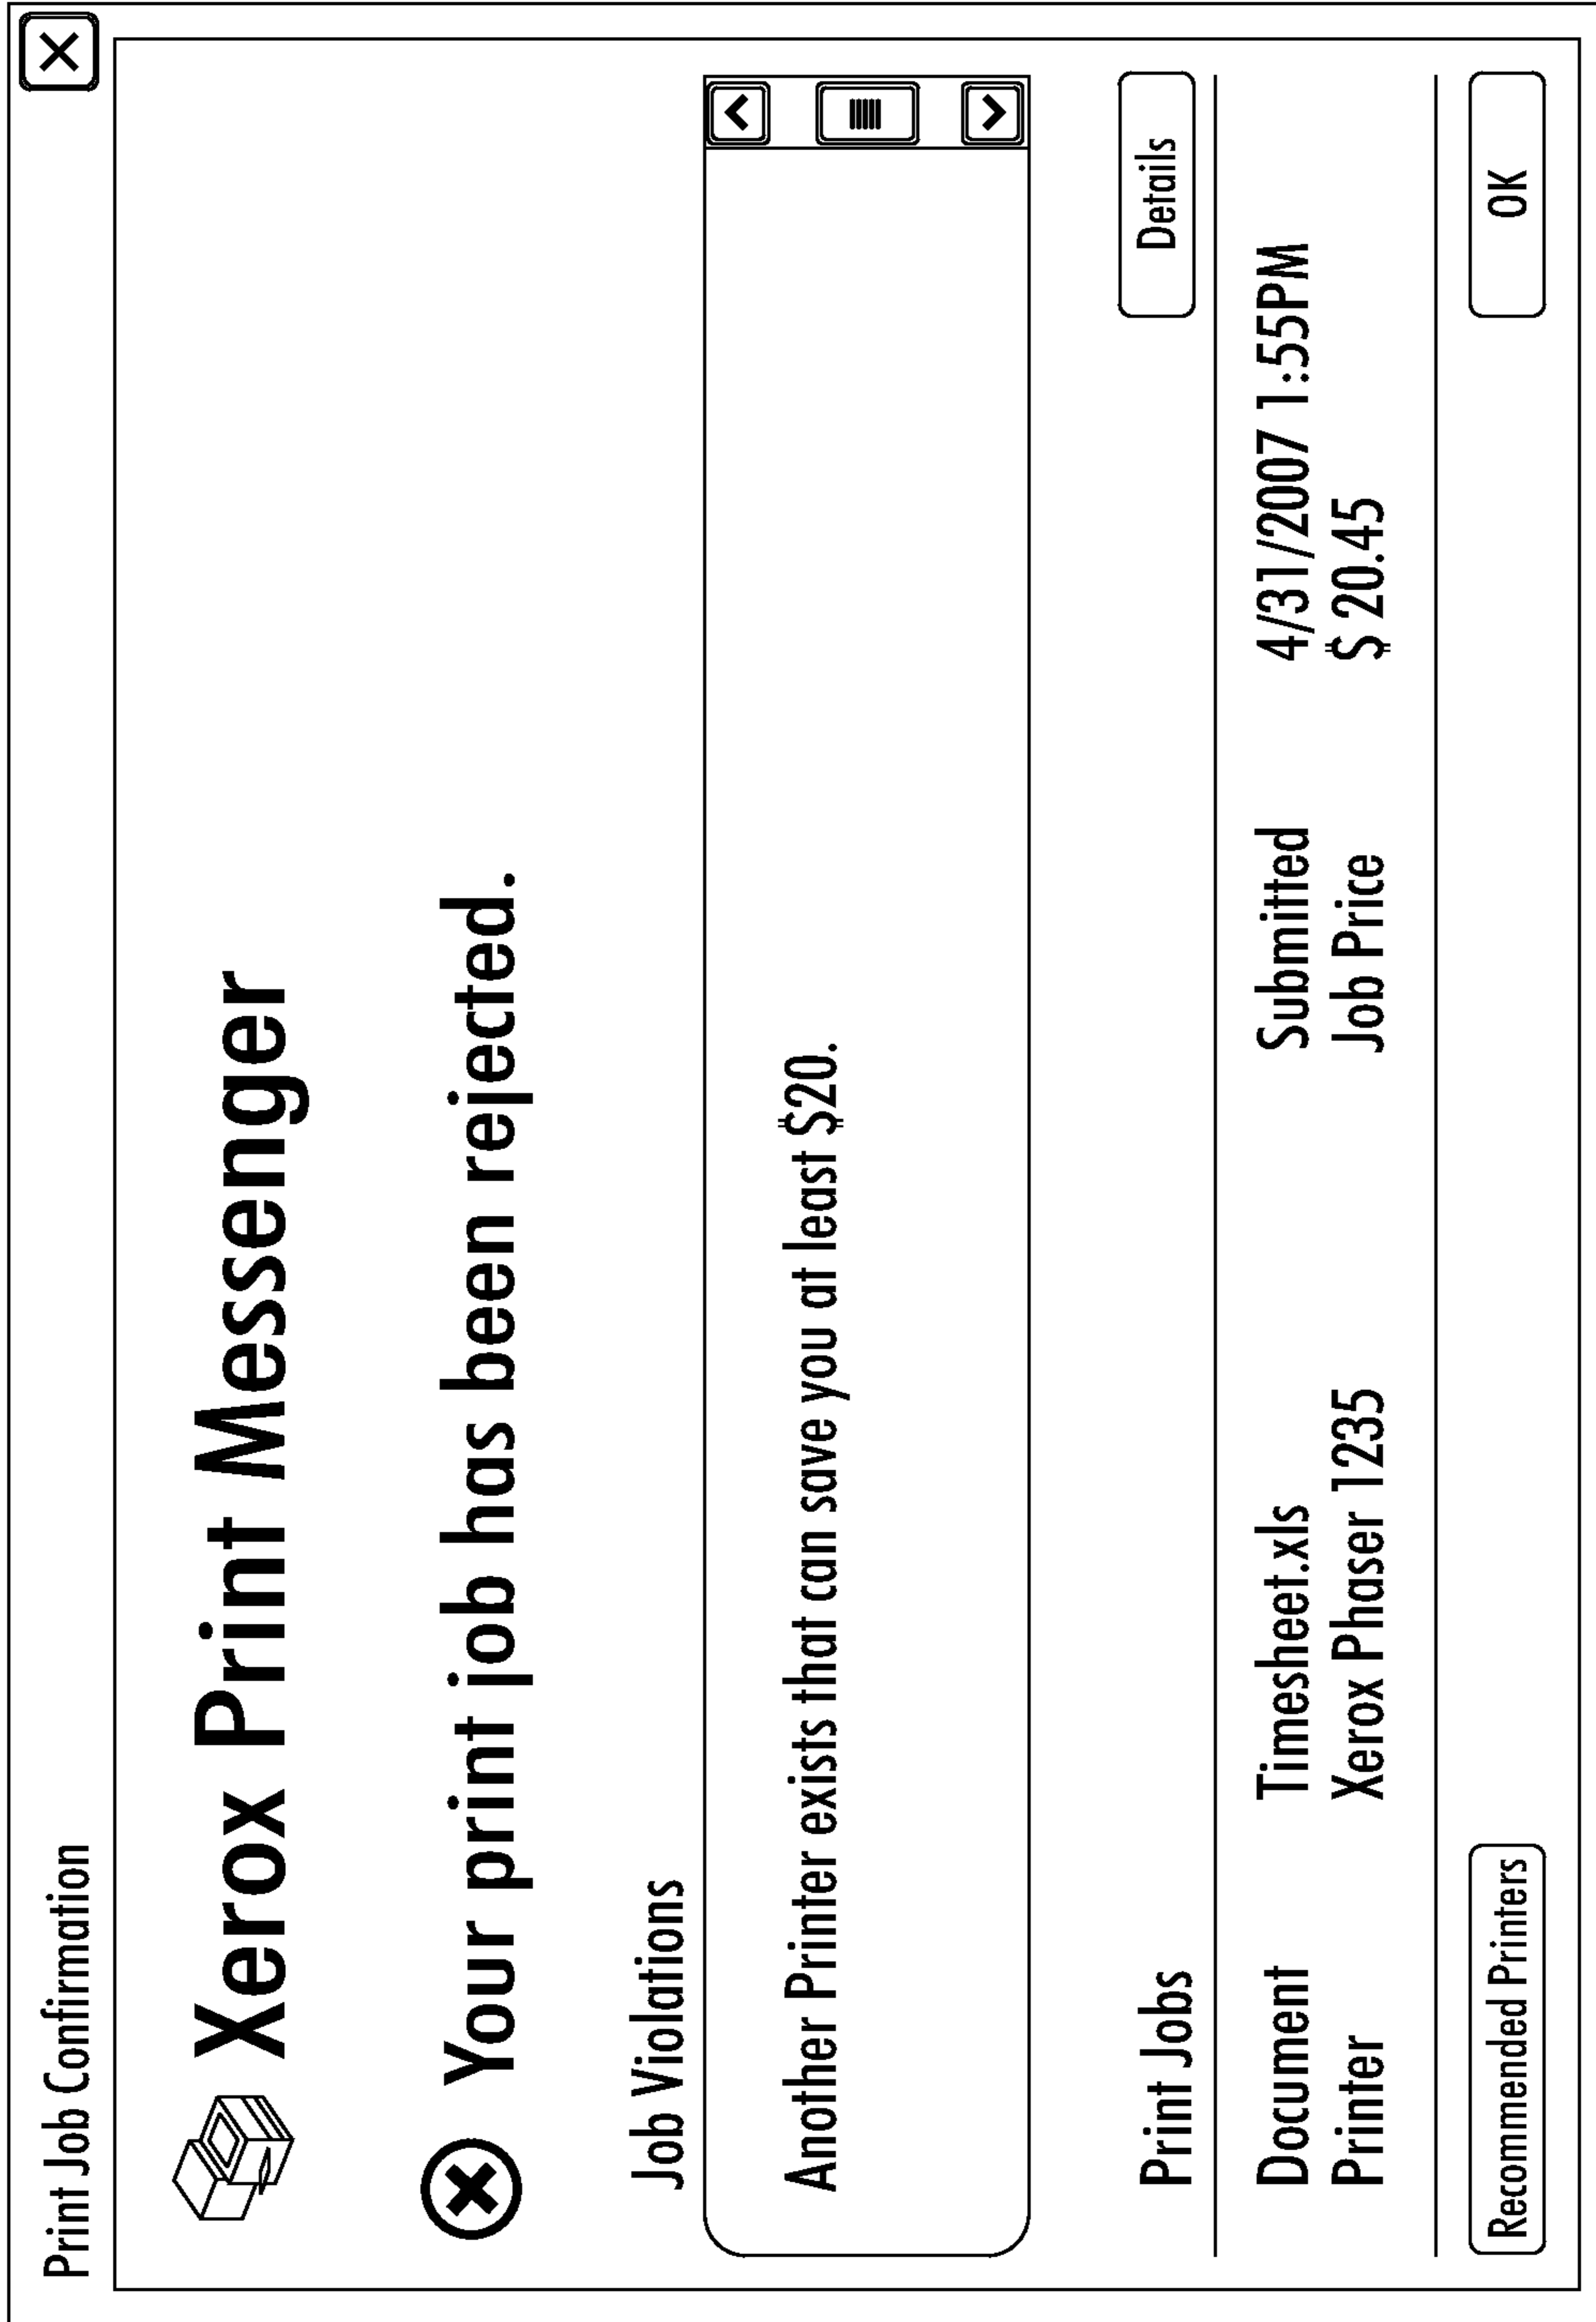 Print Job Confirmation
Xerox Print Messenger
Your print job has been rejected.
Job Violations
Another Printer exists that can save you at least $20.
Details
Print Jobs
Document Timesheet.xls Submitted 4/31/2007 1:55PM
Printer Xerox Phaser 1235 Job Price $ 20.45
Recommended Printers OK